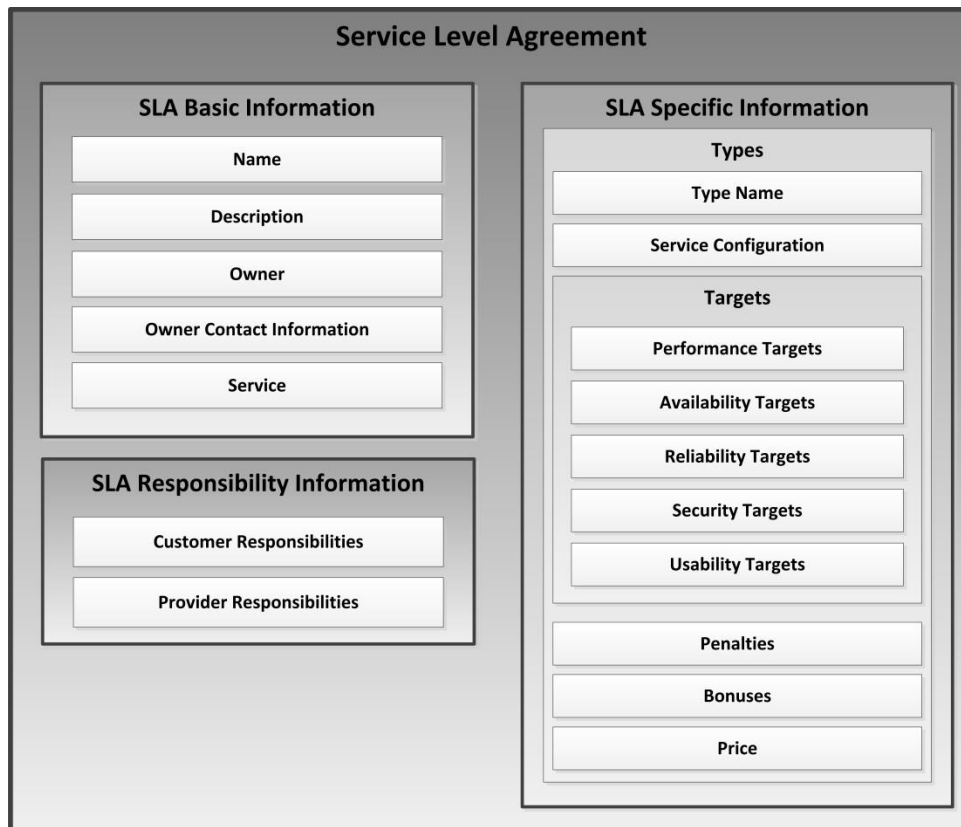 Service Level Agreement
SLA Basic Information
Name
Description
Owner
Owner Contact Information
Service
SLA Responsibility Information
Customer Responsibilities
Provider Responsibilities
SLA Specific Information
Types
Type Name
Service Configuration
Targets
Performance Targets
Availability Targets
Reliability Targets
Security Targets
Usability Targets
Penalties
Bonuses
Price